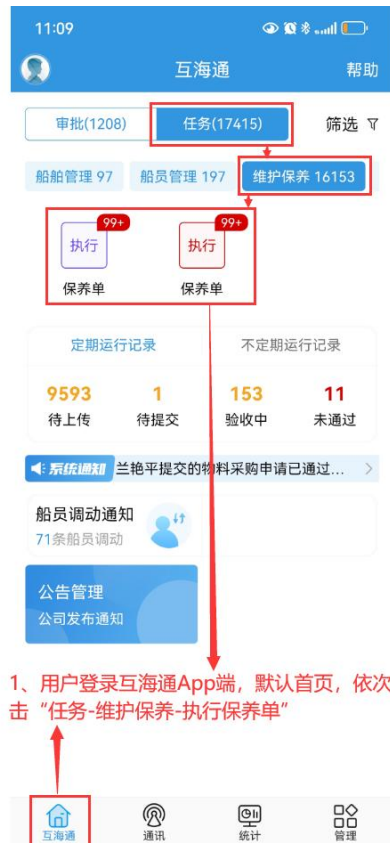 11:09
互海通
帮助
审批(1208)
任务(17415)
筛选
船舶管理 97
船员管理 197
维护保养 16153
99+
99+
执行
执行
保养单
保养单
定期运行记录
不定期运行记录
9593
1
153
11
待上传
待提交
验收中
未通过
系统通知
兰艳平提交的物料采购申请已通过...
船员调动通知
71条船员调动
公告管理
公司发布通知
1、用户登录互海通App端，默认首页，依次
击“任务-维护保养-执行保养单”
互海通
通讯
统计
管理